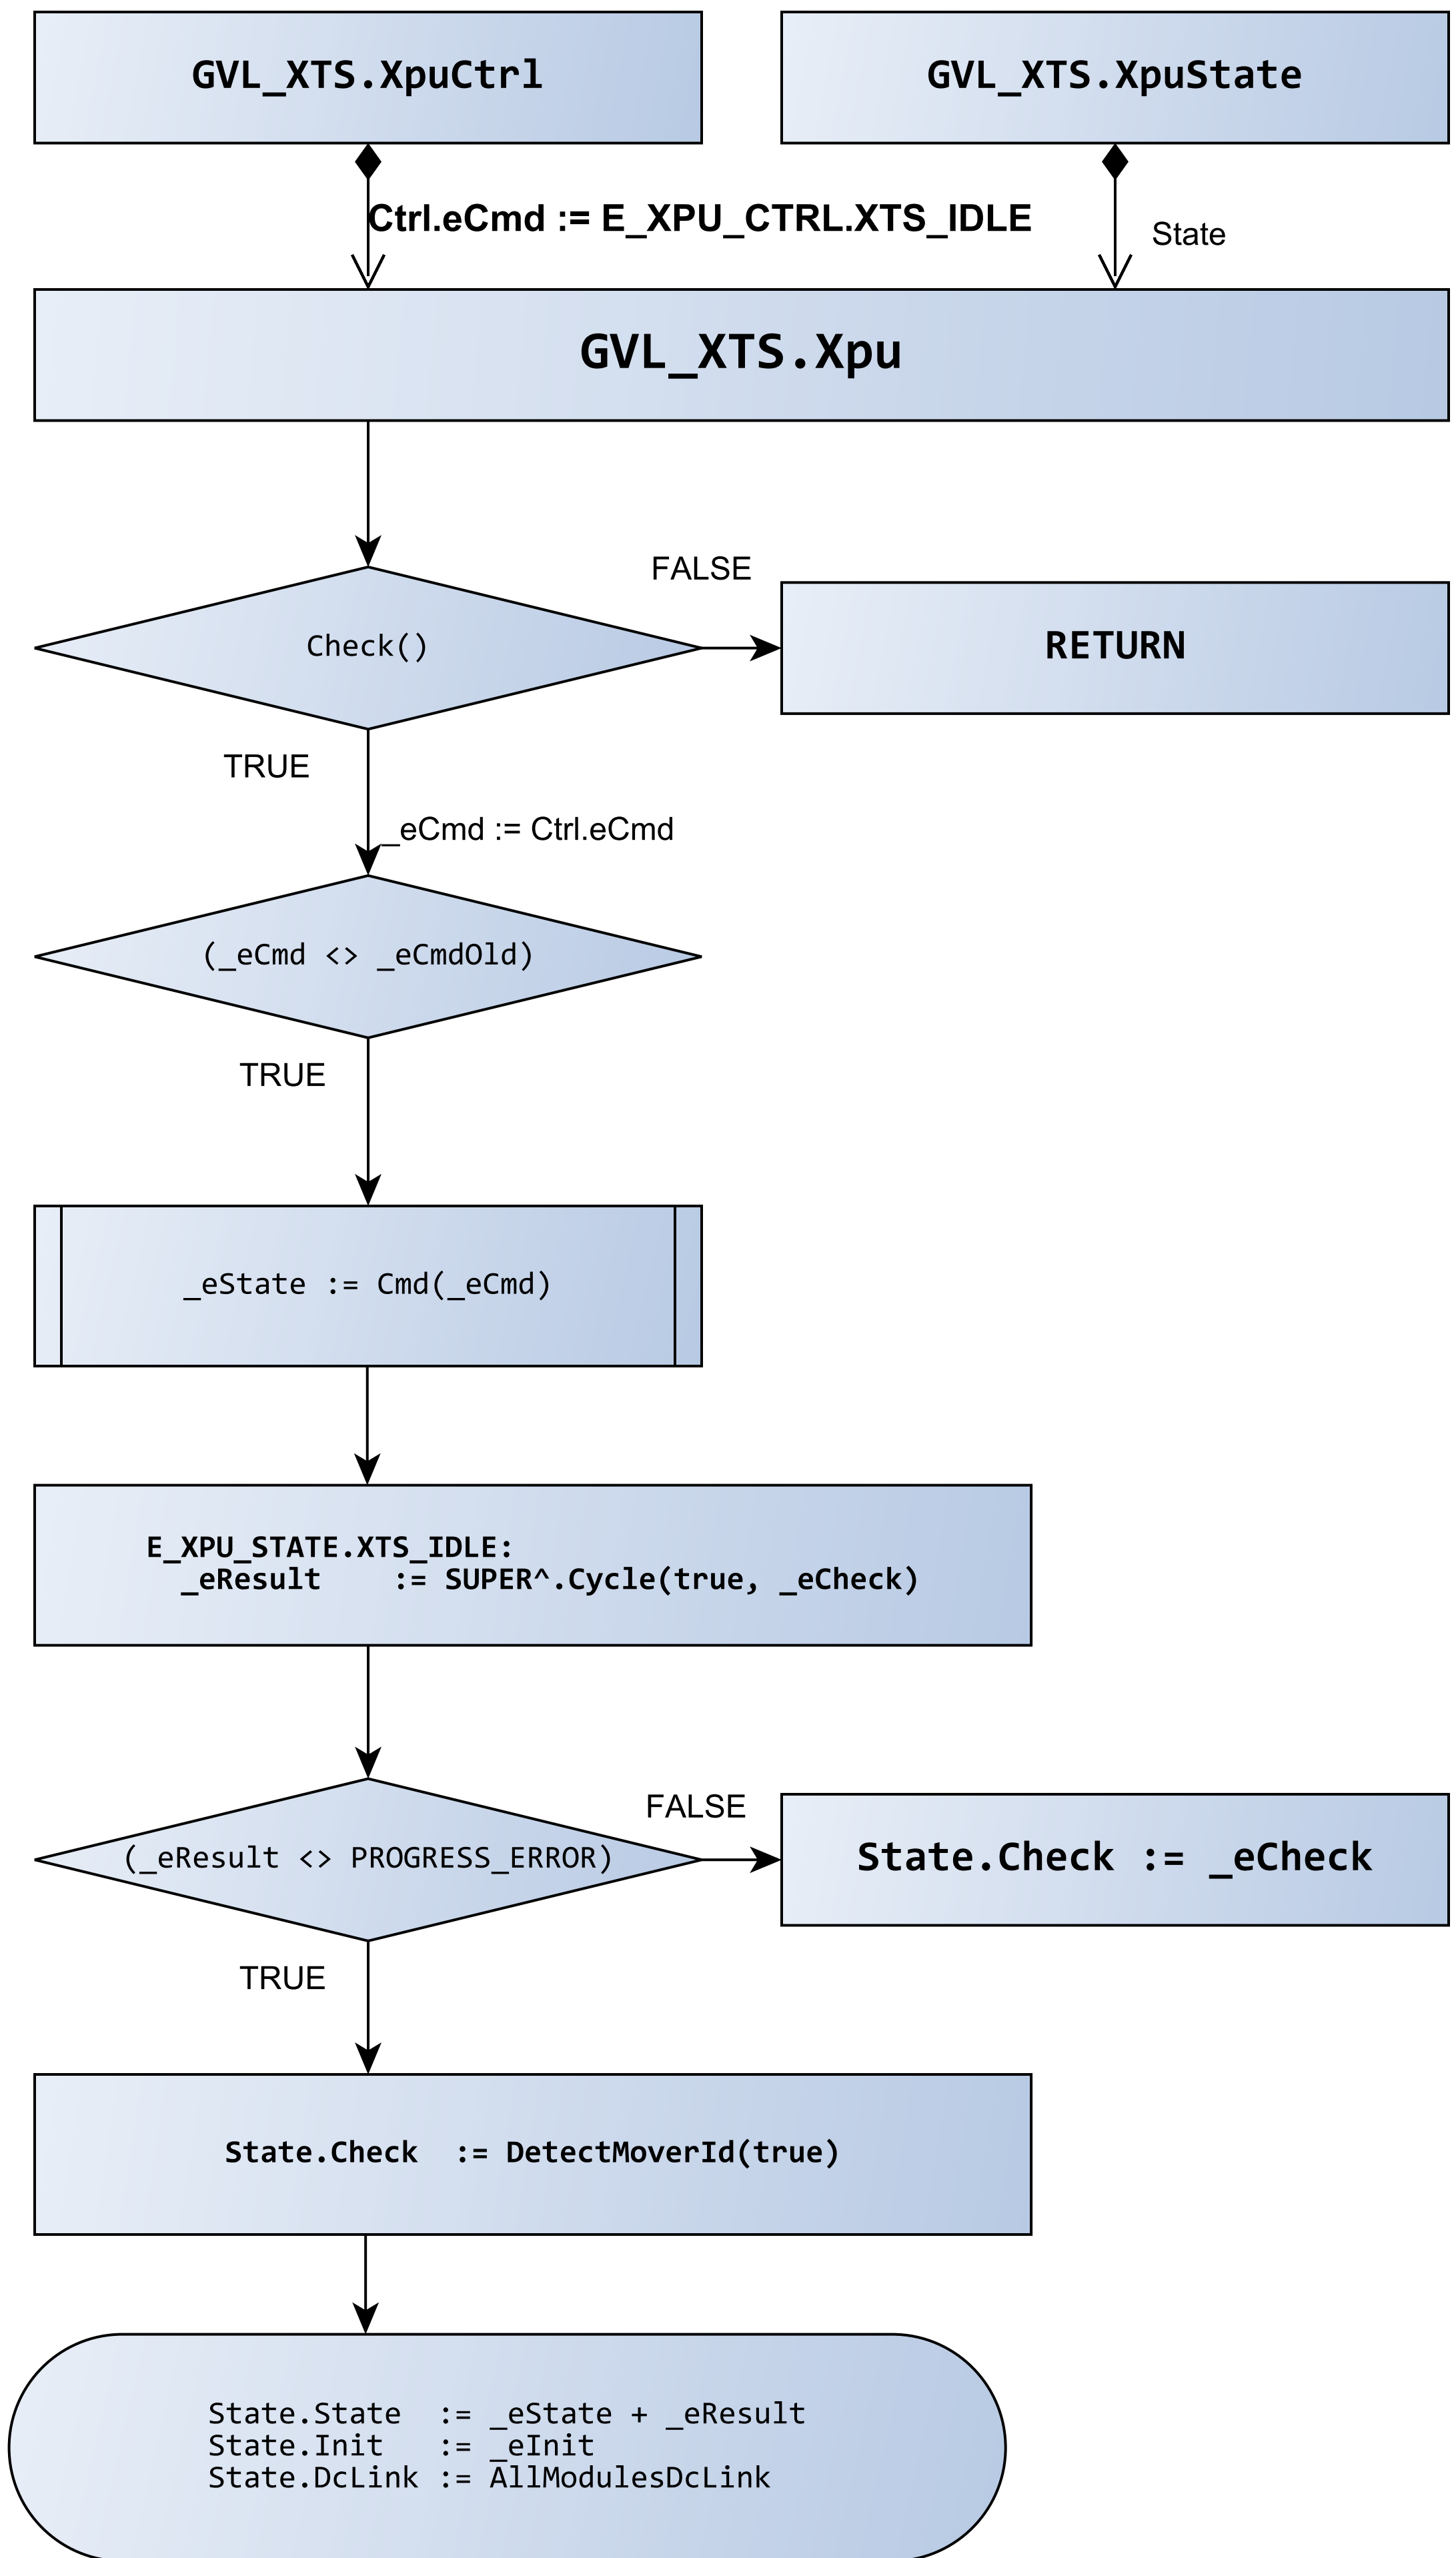 GVL_XTS.XpuCtrl
GVL_XTS.XpuState
Ctrl.eCmd := E_XPU_CTRL.XTS_IDLE
State
GVL_XTS.Xpu
FALSE
Check()
RETURN
TRUE
_eCmd := Ctrl.eCmd
(_eCmd <> _eCmdOld)
TRUE
_eState := Cmd(_eCmd)
E_XPU_STATE.XTS_IDLE:
_eResult    := SUPER^.Cycle(true, _eCheck)
FALSE
(_eResult <> PROGRESS_ERROR)
State.Check := _eCheck
TRUE
State.Check  := DetectMoverId(true)
State.State  := _eState + _eResult
State.Init   := _eInit
State.DcLink := AllModulesDcLink